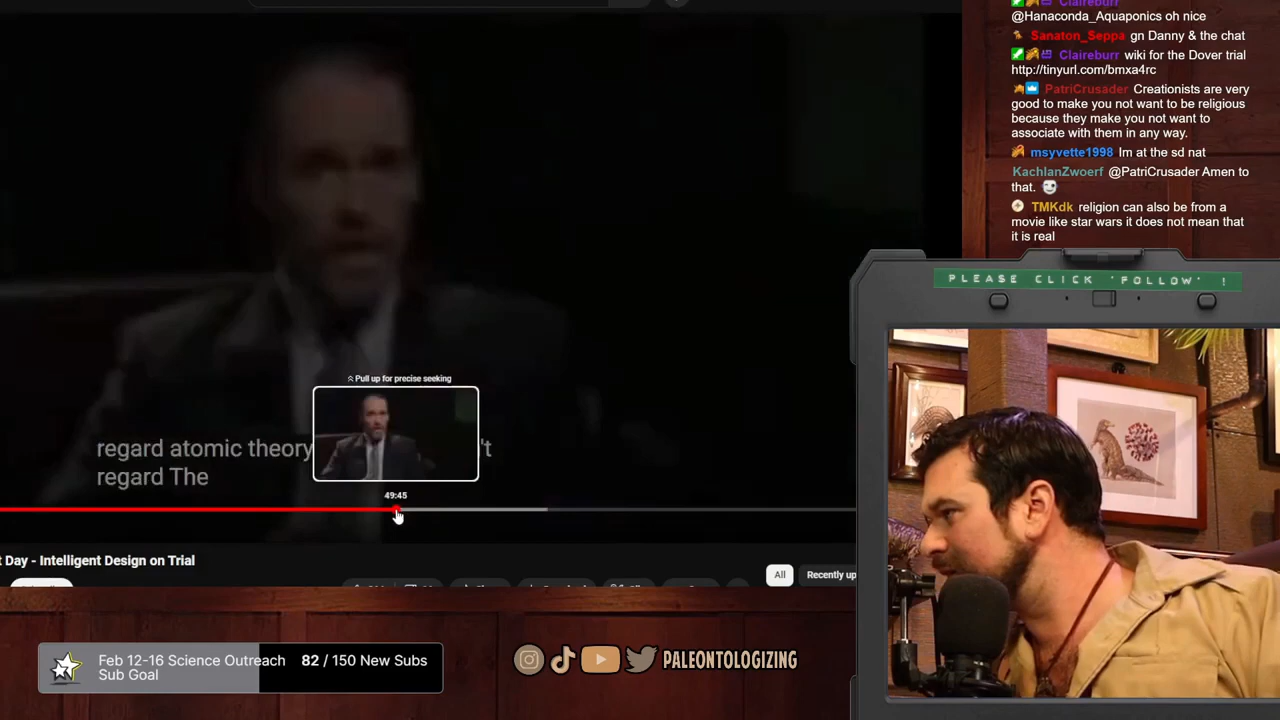 Claireburr
@Hanaconda_Aquaponics oh nice
Sanaton_Seppa gn Danny & the chat
Claireburr wiki for the Dover trial
http://tinyurl.com/bmxa4rc
PatriCrusader Creationists are very
good to make you not want to be religious
because they make you not want to
associate with them in any way.
msyvette1998 Im at the sd nat
KachlanZwoerf @PatriCrusader Amen to
that.
TMKdk religion can also be from a
movie like star wars it does not mean that
it is real
PLEASE CLICK 'FOLLOW' !
Pull up for precise seeking
regard atomic theory 't
regard The
49:45
t Day - Intelligent Design on Trial
All
Recently up
Feb 12-16 Science Outreach
Sub Goal
82 / 150 New Subs
PALEONTOLOGIZING